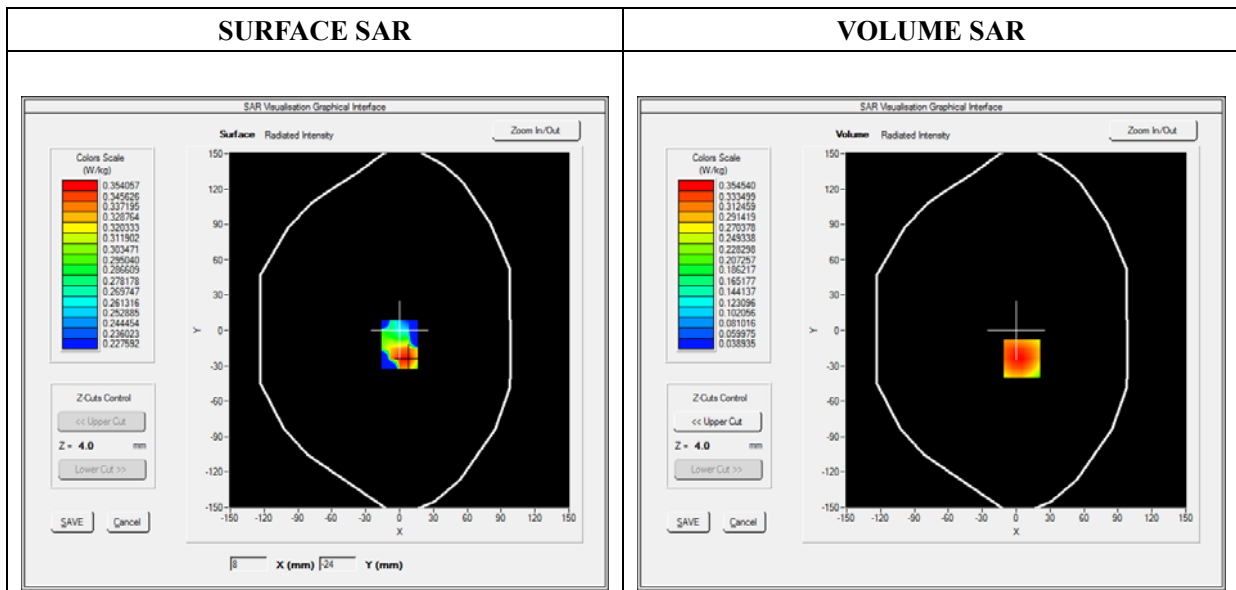 SURFACE SAR
VOLUME SAR
SAR Visualisation Graphical Interface
Surface Radiated Intensity
Zoom In/Out
Colors Scale
(W/kg)
0.354057
0.345626
0.337195
0.328764
0.320333
0.311902
0.303471
0.295040
0.286609
0.278178
0.269747
0.261316
0.252885
0.244454
0.236023
0.227592
Z-Cuts Control
<< Upper Cut
Z = 4.0 mm
Lower Cut >>
SAVE Cancel
150
90
60
30
0
-30
-60
-90
-120
-150
Y
-150 -120 -90 -60 -30 0 30 60 90 120 150
X
8 X (mm) -24 Y (mm)
SAR Visualisation Graphical Interface
Volume Radiated Intensity
Zoom In/Out
Colors Scale
(W/kg)
0.354540
0.333499
0.312459
0.291419
0.270378
0.249338
0.228298
0.207257
0.186217
0.165177
0.144137
0.123096
0.102056
0.081016
0.059975
0.038935
Z-Cuts Control
<< Upper Cut
Z = 4.0 mm
Lower Cut >>
SAVE Cancel
150
90
60
30
0
-30
-60
-90
-120
-150
Y
-150 -120 -90 -60 -30 0 30 60 90 120 150
X